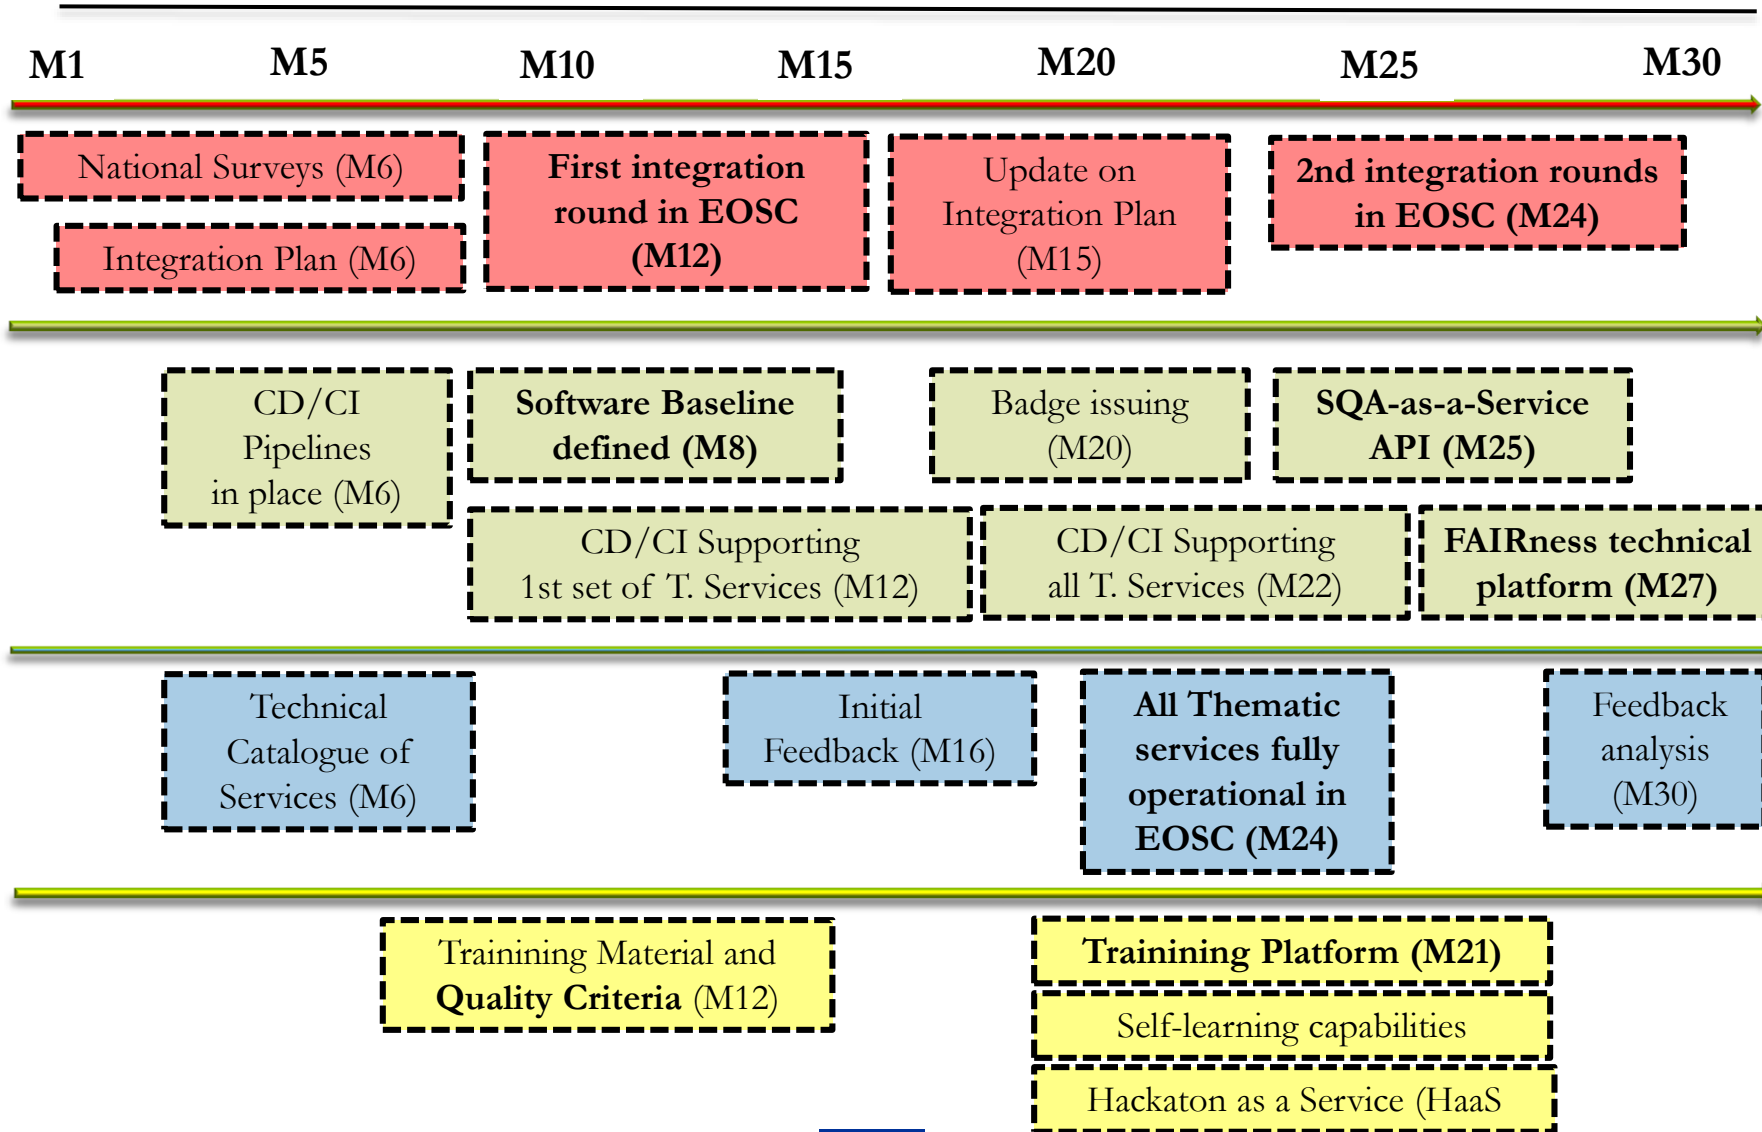 M1 M5 M10 M15 M20 M25 M30
National Surveys (M6)
Integration Plan (M6)
First integration
round in EOSC
(M12)
Update on
Integration Plan
(M15)
2nd integration rounds
in EOSC (M24)
CD/CI
Pipelines
in place (M6)
Software Baseline
defined (M8)
Badge issuing
(M20)
SQA-as-a-Service
API (M25)
CD/CI Supporting
1st set of T. Services (M12)
CD/CI Supporting
all T. Services (M22)
FAIRness technical
platform (M27)
Technical
Catalogue of
Services (M6)
Initial
Feedback (M16)
All Thematic
services fully
operational in
EOSC (M24)
Feedback
analysis
(M30)
Trainining Material and
Quality Criteria (M12)
Trainining Platform (M21)
Self-learning capabilities
Hackaton as a Service (HaaS